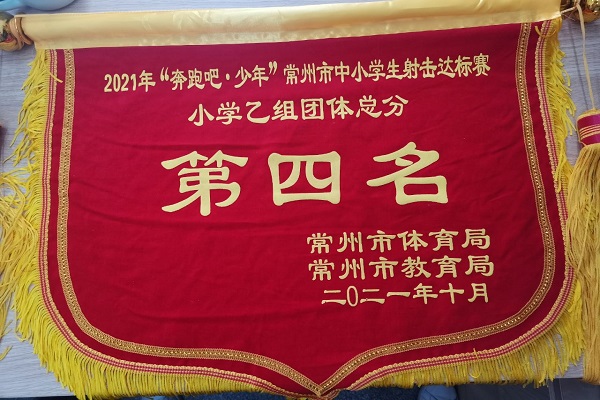 2021年“奔跑吧·少年”常州市中小学生射击达标赛
小学乙组团体总分
第四名
常州市体育局
常州市教育局
二〇二一年十月